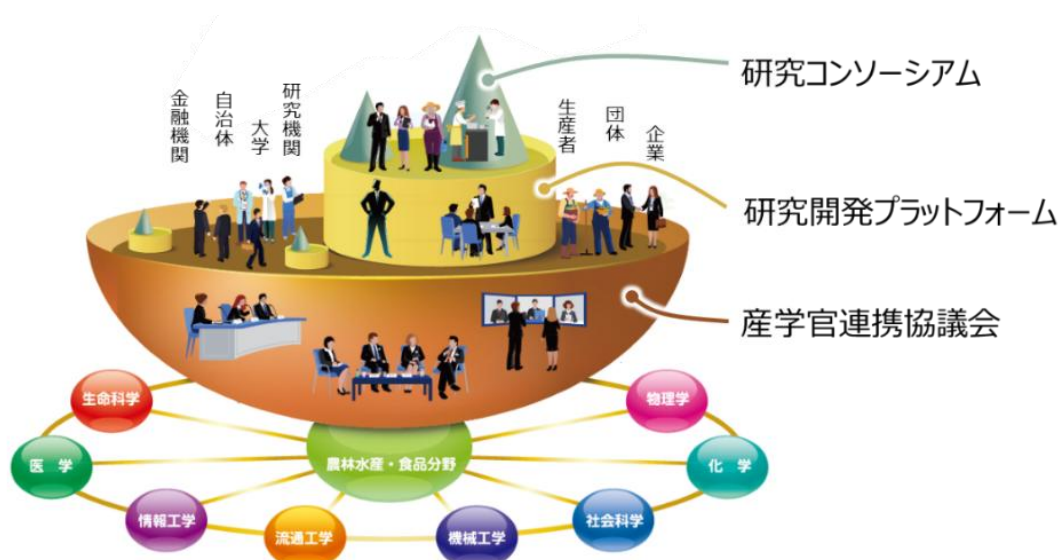 研究コンソーシアム
金融機関
自治体
大学
研究機関
生産者
団体
企業
研究開発プラットフォーム
産学官連携協議会
生命科学
物理学
医 学
農林水産・食品分野
化 学
情報工学
流通工学
機械工学
社会科学